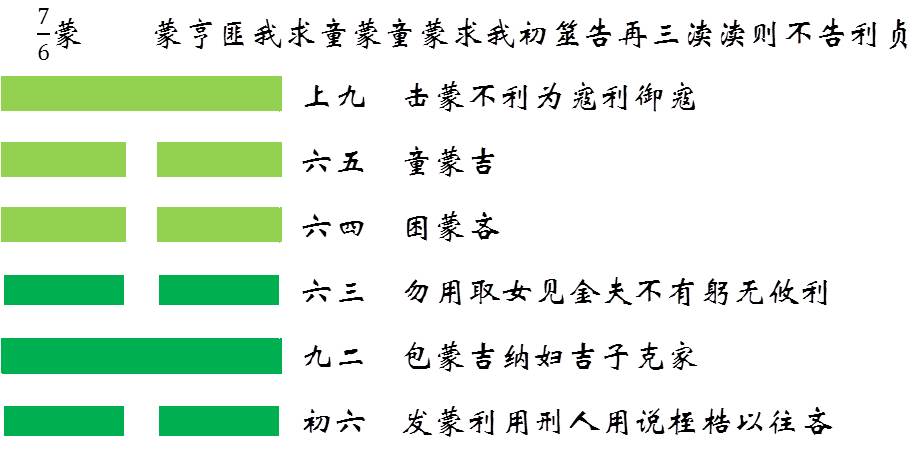 7/6蒙 蒙亨匪我求童蒙童蒙求我初筮告再三渎渎则不告利贞
上九 击蒙不利为寇利御寇
六五 童蒙吉
六四 困蒙吝
六三 勿用取女见金夫不有躬无攸利
九二 包蒙吉纳妇吉子克家
初六 发蒙利用刑人用说桎梏以往吝